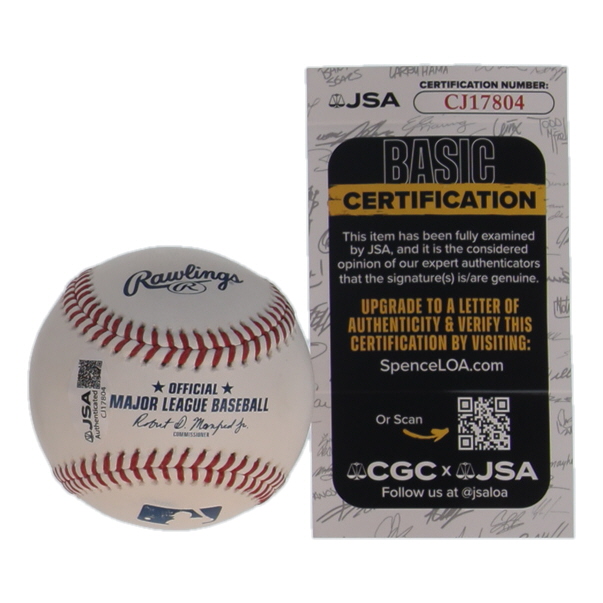 Rawlings
R
★ OFFICIAL ★
MAJOR LEAGUE BASEBALL
Robert D. Manfred Jr.
COMMISSIONER
JSA
Authenticated
CJ17804
LARRY HAMA
JSA
CERTIFICATION NUMBER:
CJ17804
BASIC
CERTIFICATION
This item has been fully examined
by JSA, and it is the considered
opinion of our expert authenticators
that the signature(s) is/are genuine.
UPGRADE TO A LETTER OF
AUTHENTICITY & VERIFY THIS
CERTIFICATION BY VISITING:
SpenceLOA.com
Or Scan
CGC x JSA
Follow us at @jsaloa